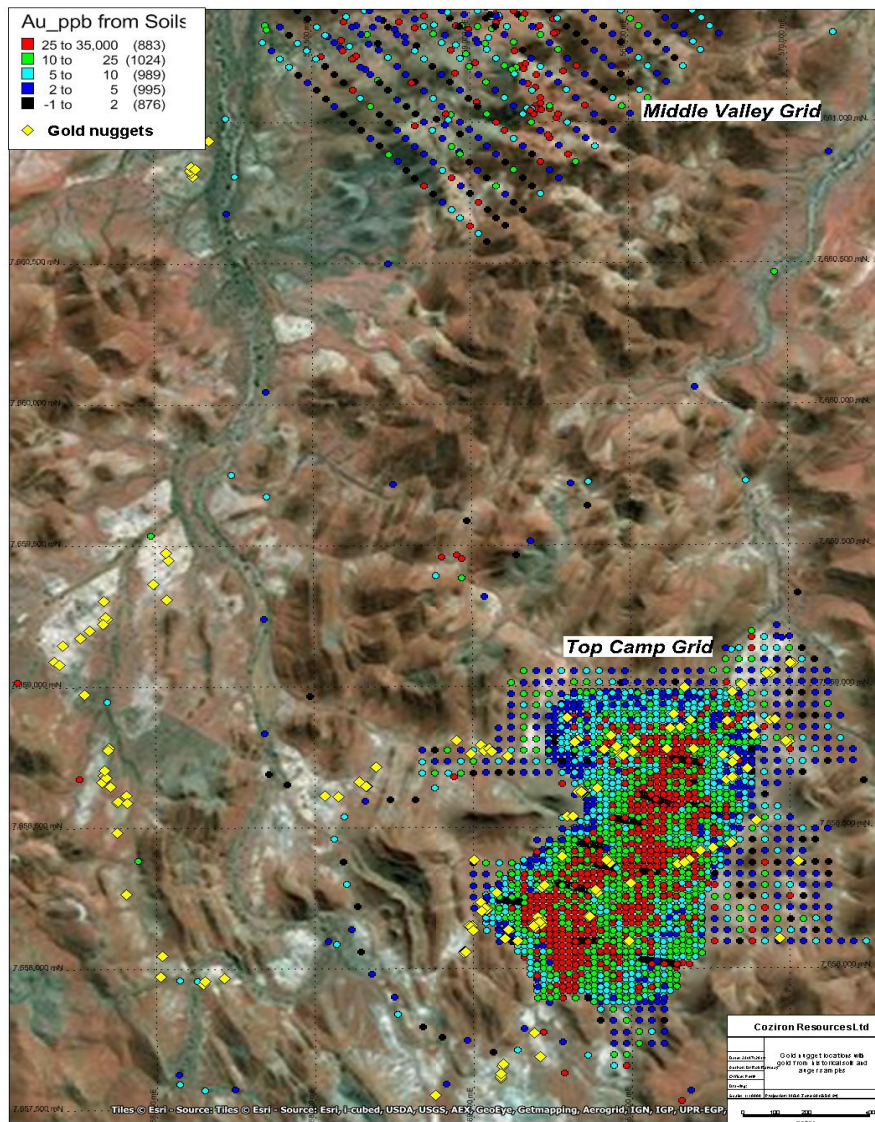 Au_ppb from Soils
25 to 35,000 (883)
10 to 25 (1024)
5 to 10 (989)
2 to 5 (995)
-1 to 2 (876)
Gold nuggets
Middle Valley Grid
7,660,500 mN
7,660,500 mN
7,660,000 mN
7,660,000 mN
7,659,500 mN
7,659,500 mN
Top Camp Grid
7,659,000 mN
7,659,000 mN
7,658,500 mN
7,658,500 mN
7,658,000 mN
7,658,000 mN
7,657,500 mN
Coziron Resources Ltd
Gold nugget locations with
gold from historical soil and
auger samples
Tiles © Esri - Source: Tiles © Esri - Source: Esri, i-cubed, USDA, USGS, AEX, GeoEye, Getmapping, Aerogrid, IGN, IGP, UPR-EGP,
0 100 200